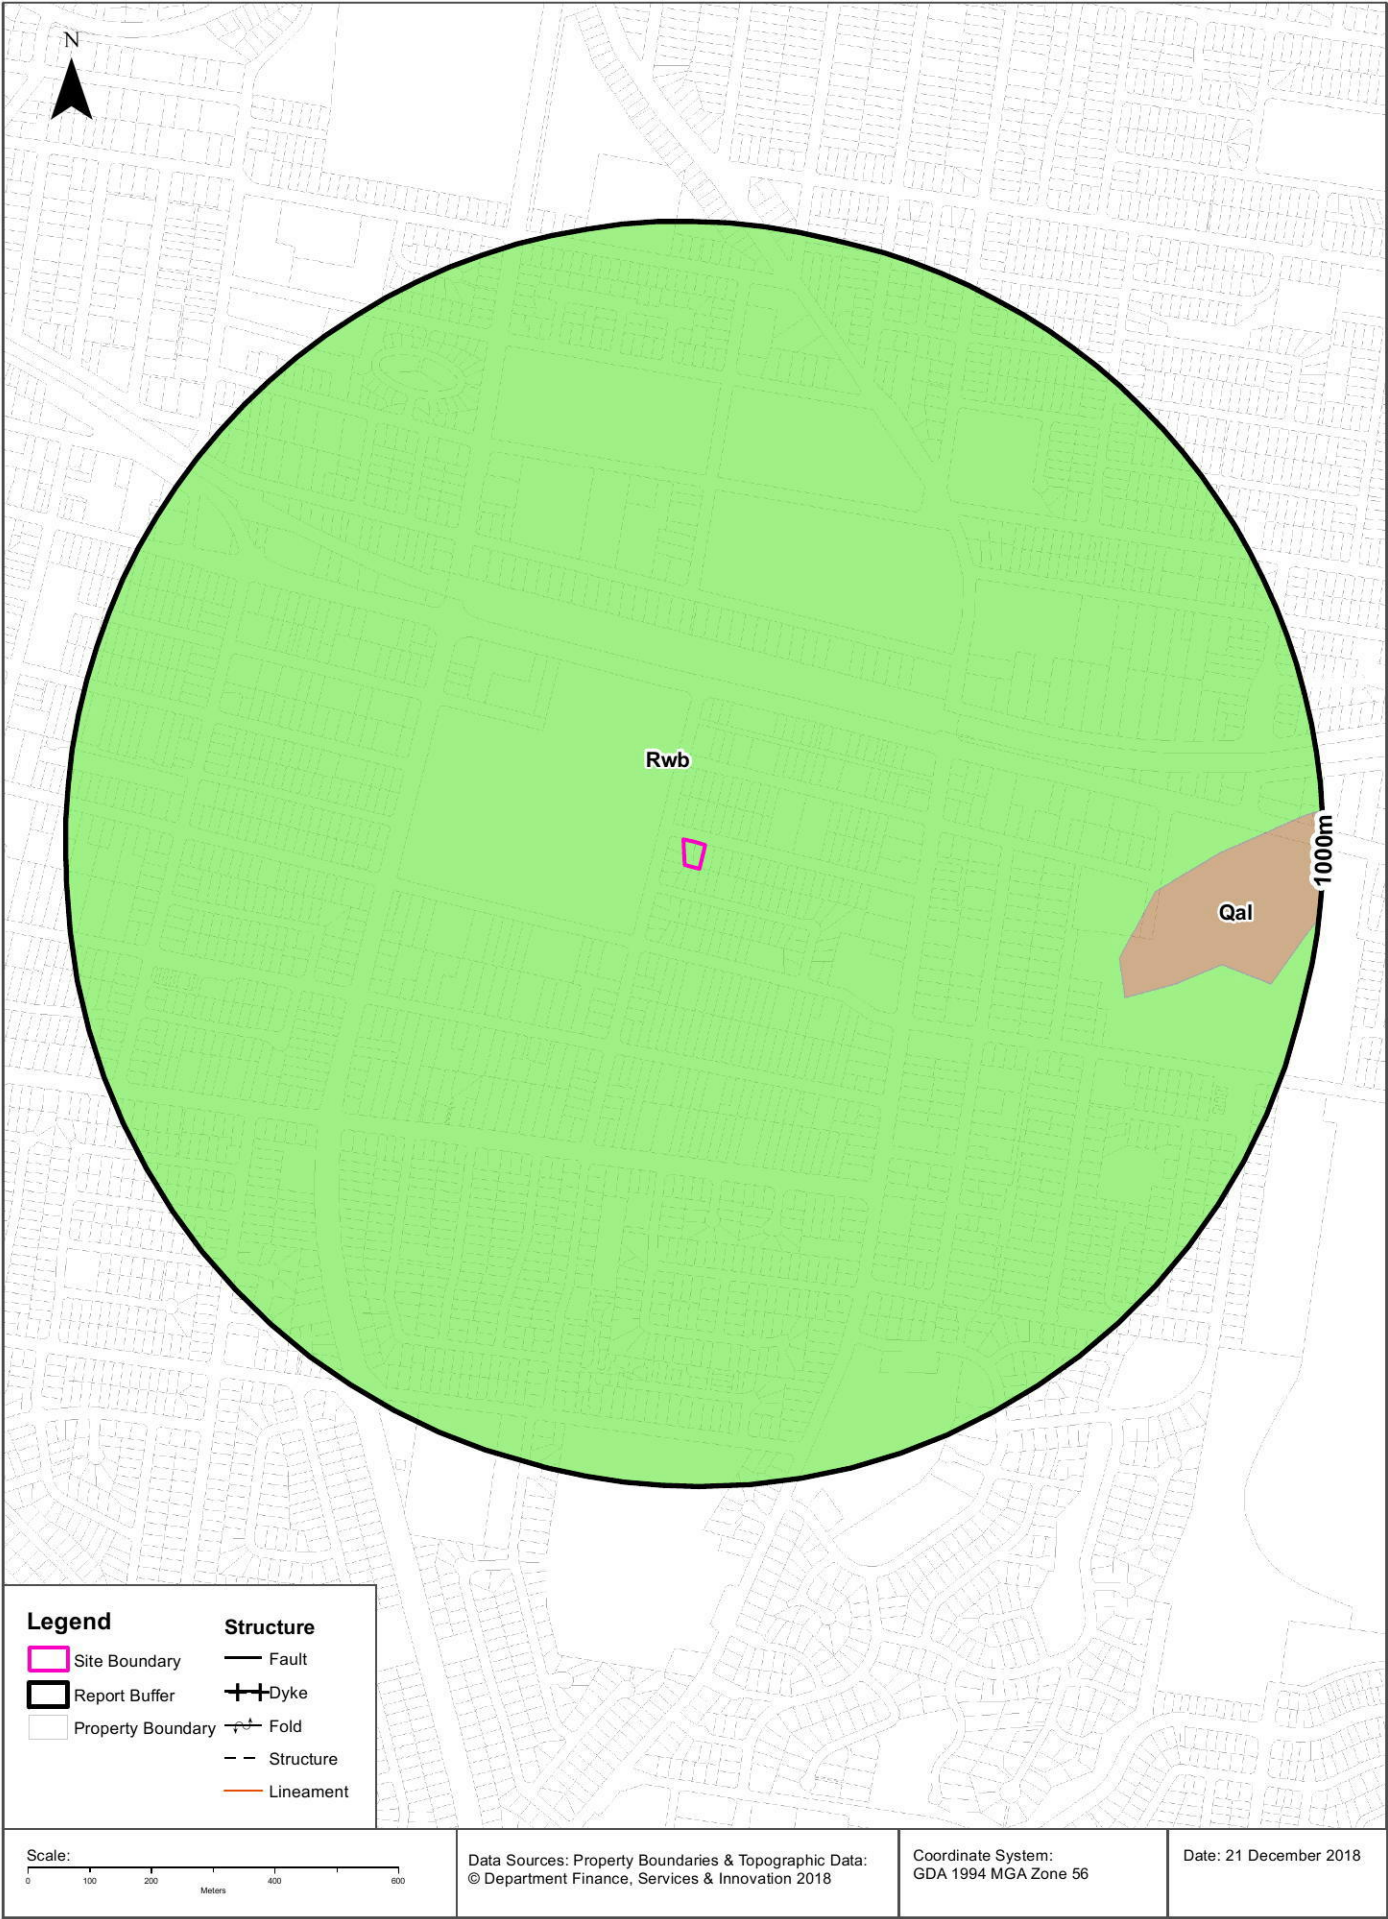 N
Rwb
1000m
Qal
Legend
Site Boundary
Report Buffer
Property Boundary
Structure
Fault
Dyke
Fold
Structure
Lineament
Scale:
0 100 200 400 600
Meters
Data Sources: Property Boundaries & Topographic Data:
© Department Finance, Services & Innovation 2018
Coordinate System:
GDA 1994 MGA Zone 56
Date: 21 December 2018